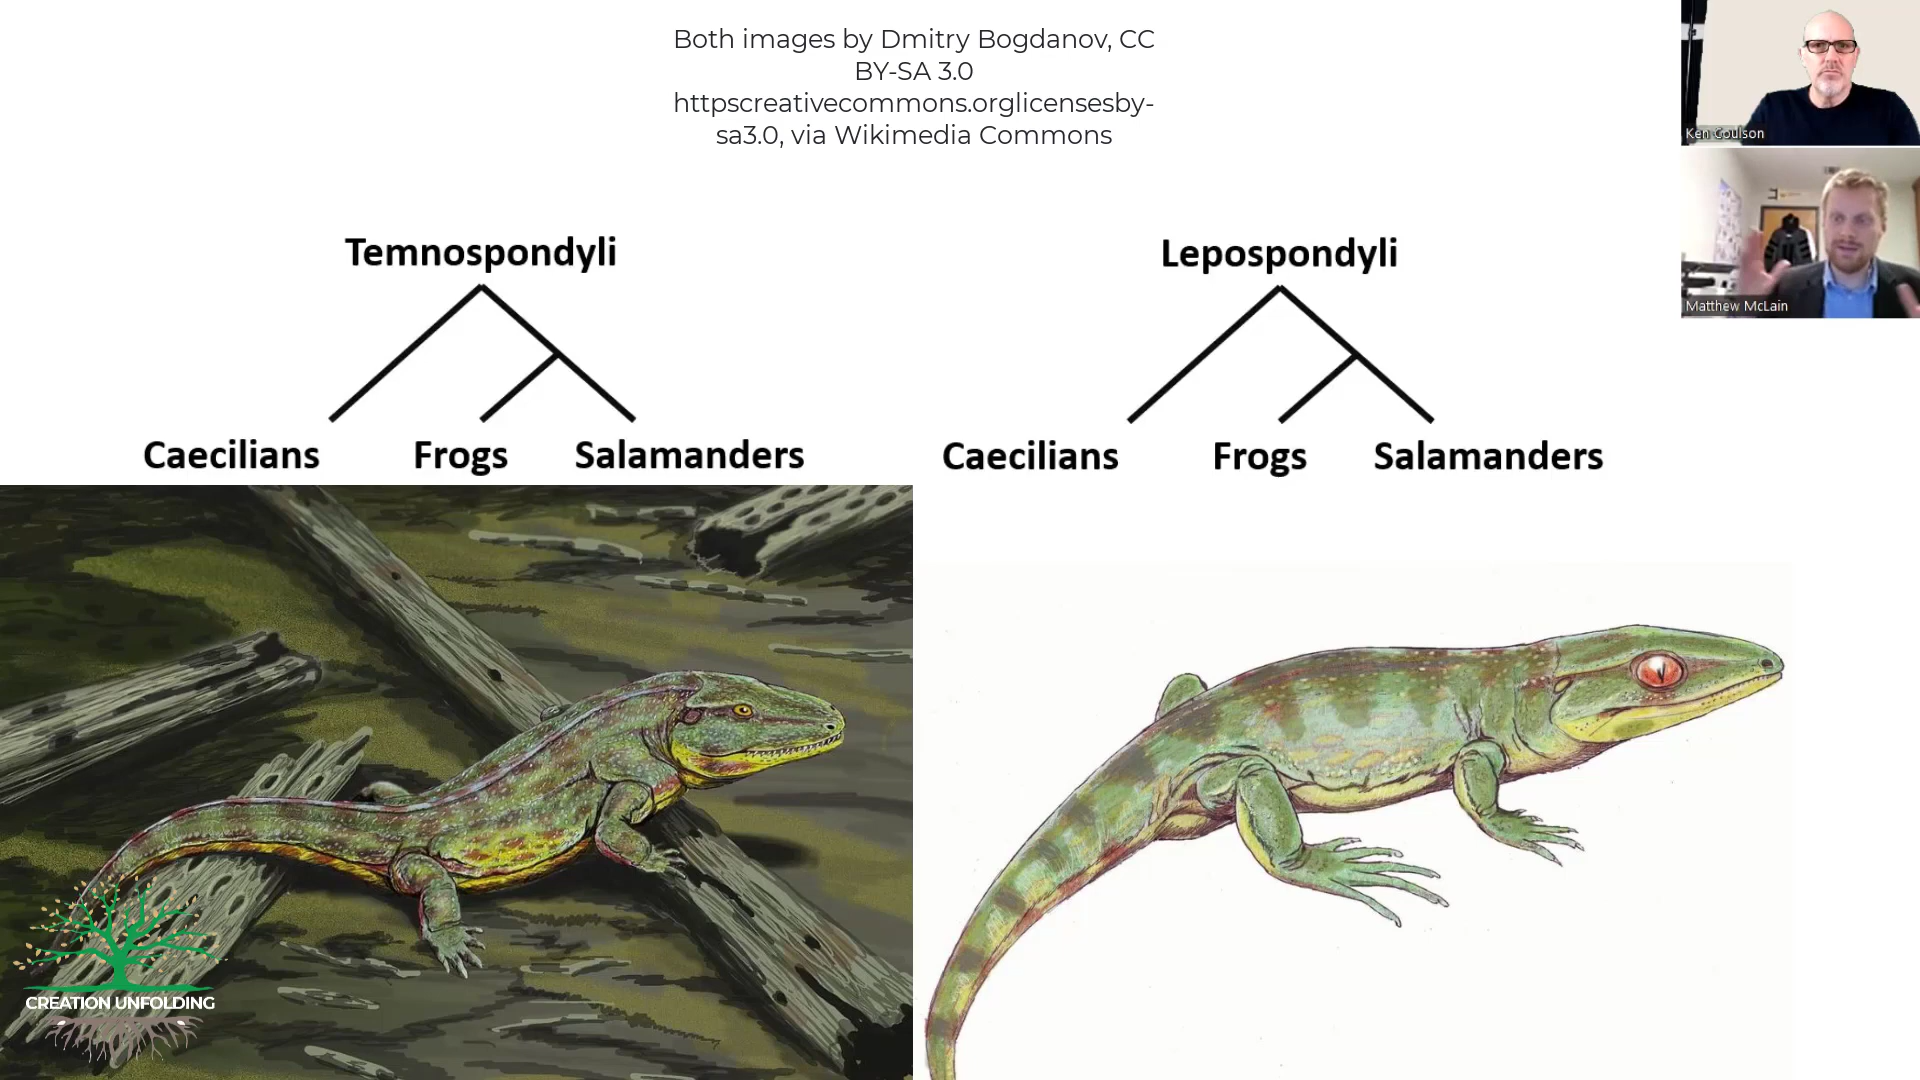 Both images by Dmitry Bogdanov, CC
BY-SA 3.0
httpscreativecommons.orglicensesby-
sa3.0, via Wikimedia Commons
Ken Coulson
Matthew McLain
Temnospondyli
Caecilians Frogs Salamanders
Lepospondyli
Caecilians Frogs Salamanders
CREATION UNFOLDING